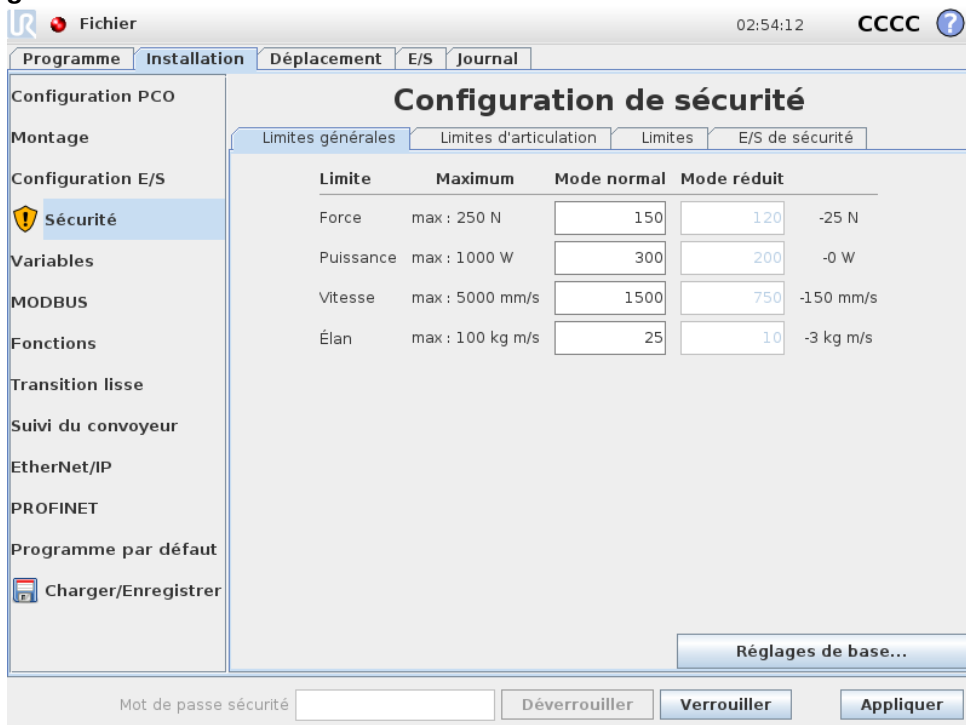 UR Fichier 02:54:12 CCCC ?
Programme Installation Déplacement E/S Journal
Configuration PCO
Montage
Configuration E/S
Sécurité
Variables
MODBUS
Fonctions
Transition lisse
Suivi du convoyeur
EtherNet/IP
PROFINET
Programme par défaut
Charger/Enregistrer
Configuration de sécurité
Limites générales Limites d'articulation Limites E/S de sécurité
Limite Maximum Mode normal Mode réduit
Force max : 250 N 150 120 -25 N
Puissance max : 1000 W 300 200 -0 W
Vitesse max : 5000 mm/s 1500 750 -150 mm/s
Élan max : 100 kg m/s 25 10 -3 kg m/s
Réglages de base...
Mot de passe sécurité Déverrouiller Verrouiller Appliquer